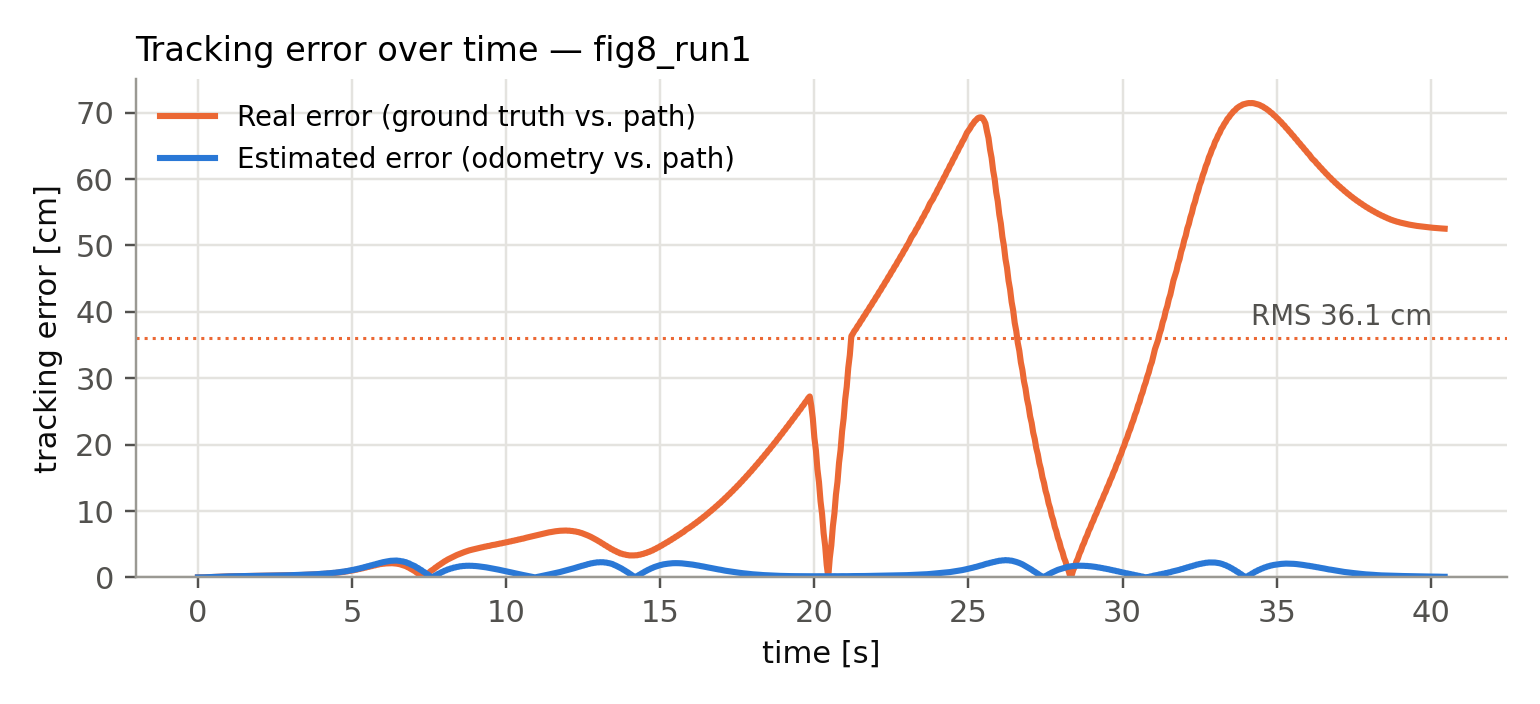 Tracking error over time — fig8_run1
Real error (ground truth vs. path)
Estimated error (odometry vs. path)
tracking error [cm]
70
60
50
40
30
20
10
0
RMS 36.1 cm
0 5 10 15 20 25 30 35 40
time [s]